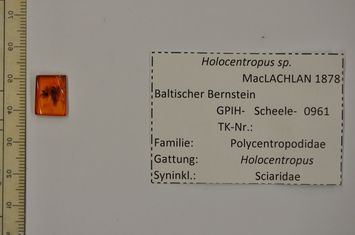 Holocentropus sp.
MacLACHLAN 1878
Baltischer Bernstein
GPIH- Scheele- 0961
TK-Nr.:
Familie: Polycentropodidae
Gattung: Holocentropus
Syninkl.: Sciaridae